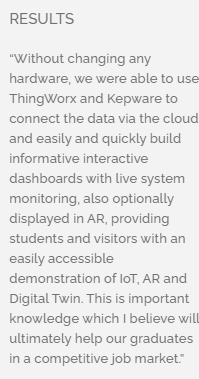 RESULTS
“Without changing any
hardware, we were able to use
ThingWorx and Kepware to
connect the data via the cloud
and easily and quickly build
informative interactive
dashboards with live system
monitoring, also optionally
displayed in AR, providing
students and visitors with an
easily accessible
demonstration of IoT, AR and
Digital Twin. This is important
knowledge which I believe will
ultimately help our graduates
in a competitive job market.”